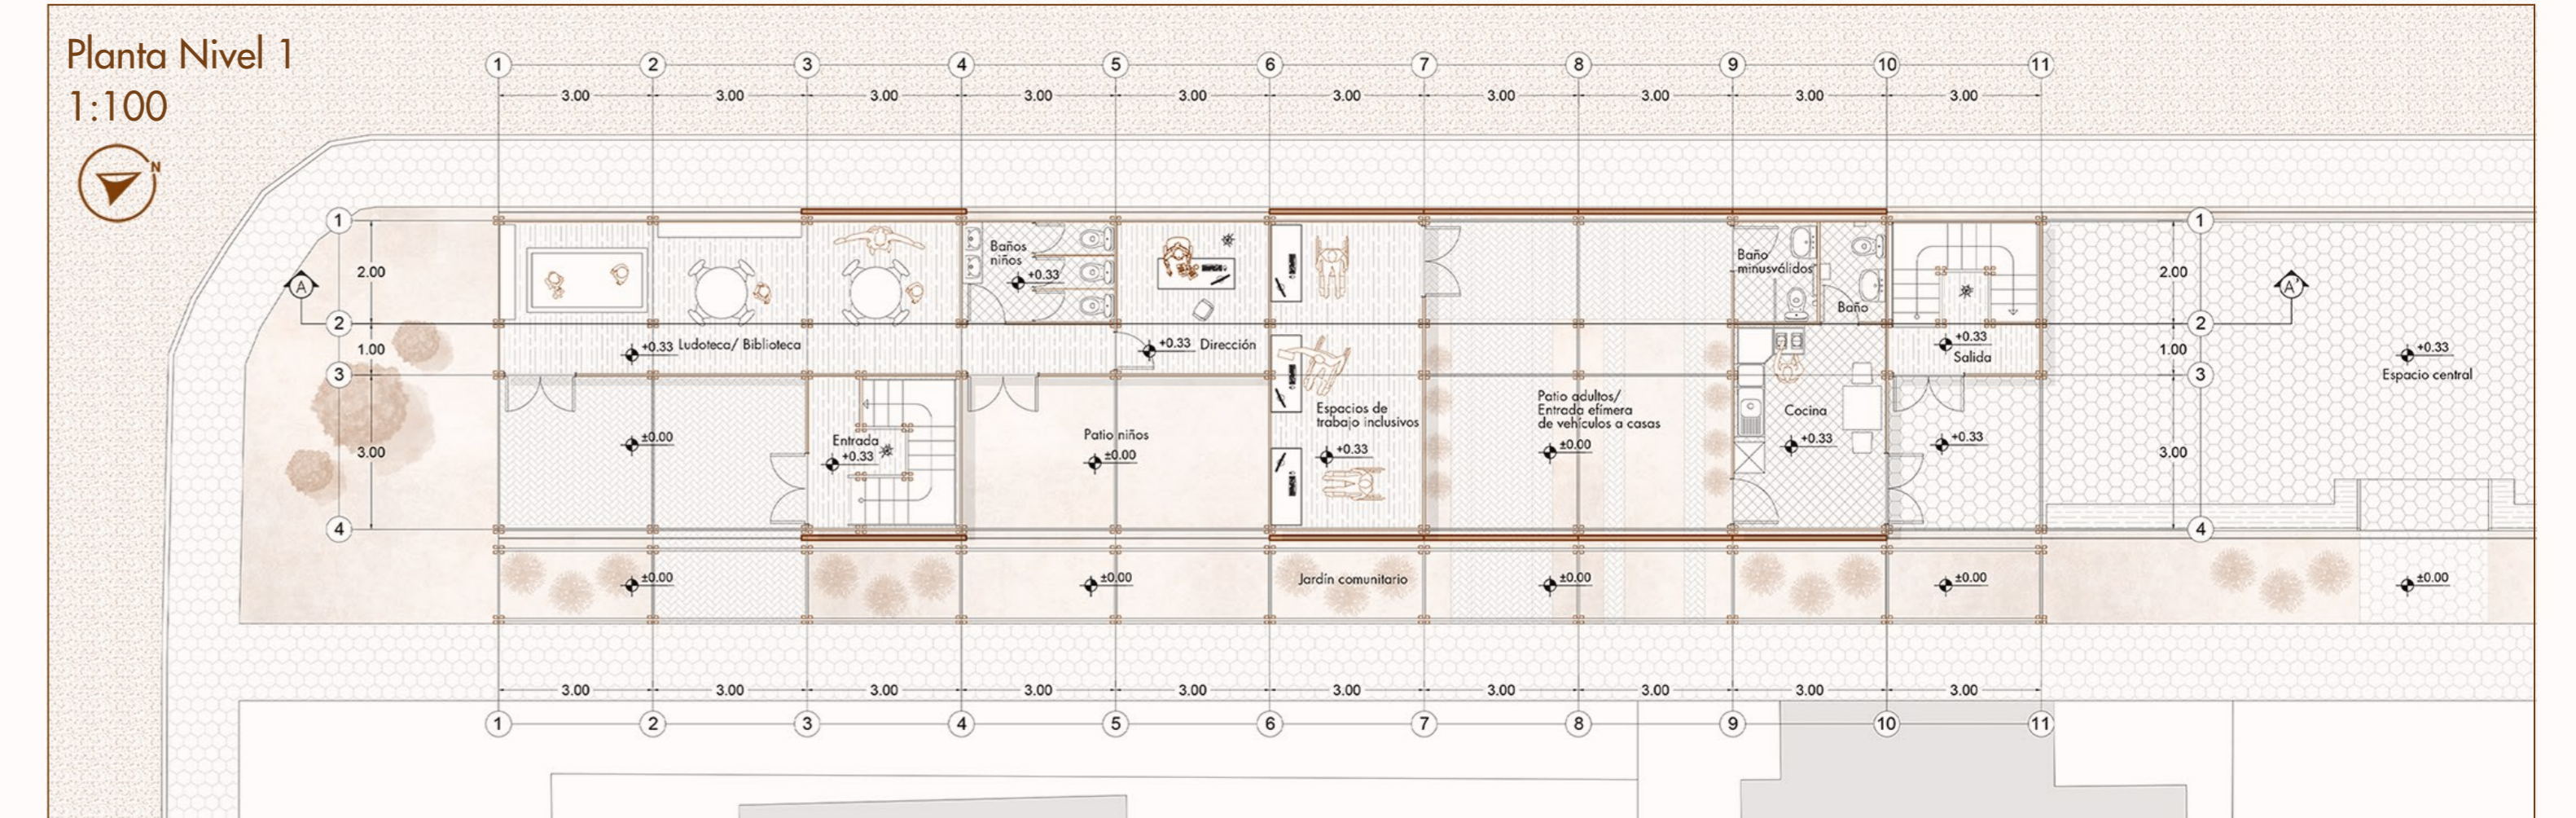 Planta Nivel 1
1:100
N
1 2 3 4 5 6 7 8 9 10 11
3.00 3.00 3.00 3.00 3.00 3.00 3.00 3.00 3.00 3.00
1 1
2.00 2.00
A A'
2 2
1.00 1.00
3 3
3.00 3.00
4 4
Baños
niños
+0.33
+0.33 Ludoteca/ Biblioteca
+0.33 Dirección
Baño
minusválidos
Baño
+0.33
Salida
+0.33
Espacio central
±0.00
Entrada
+0.33
Patio niños
±0.00
Espacios de
trabajo inclusivos
+0.33
Patio adultos/
Entrada efímera
de vehículos a casas
±0.00
Cocina
+0.33
+0.33
±0.00
±0.00
Jardín comunitario
±0.00
±0.00
±0.00
3.00 3.00 3.00 3.00 3.00 3.00 3.00 3.00 3.00 3.00
1 2 3 4 5 6 7 8 9 10 11